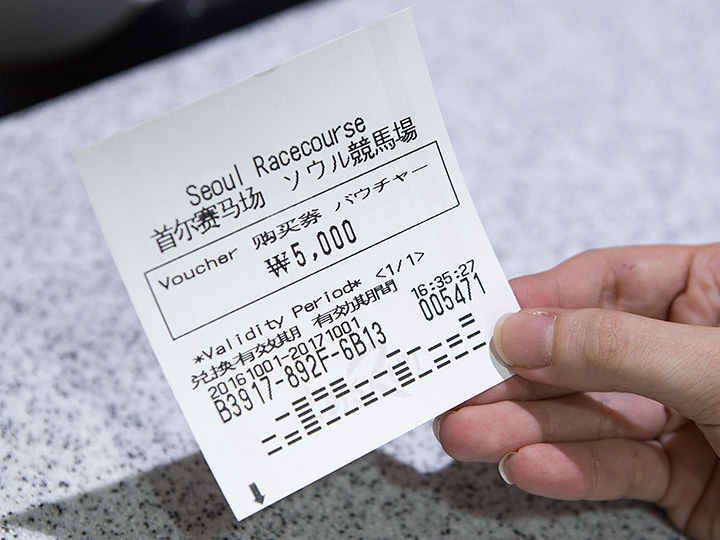 Seoul Racecourse
首尔赛马场 ソウル競馬場
Voucher 购买券 バウチャー
₩5,000
*Validity Period* <1/1>
兑换有效期 有効期間 16:35:27
20161001-20171001 005471
B3917-892F-6B13